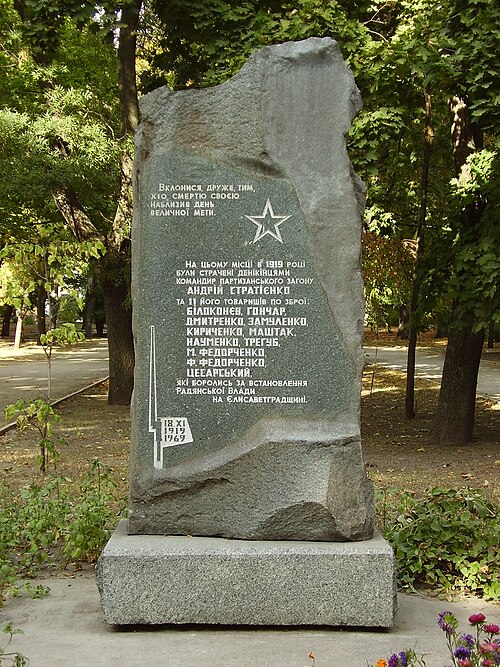 Вклонися, друже, тим,
хто смертю своєю
наблизив день
величної мети.
На цьому місці в 1919 році
були страчені денікінцями
командир партизанського загону
АНДРІЙ СТРАТІЄНКО
та 11 його товаришів по зброї:
БІЛОКОНЕВ, ГОНЧАР,
ДМИТРЕНКО, ЗАМУЛЕНКО,
КИРИЧЕНКО, МАШТАК,
НАУМЕНКО, ТРЕГУБ,
М. ФЕДОРЧЕНКО,
Ф. ФЕДОРЧЕНКО,
ЦЕСАРСЬКИЙ,
які боролись за встановлення
Радянської Влади
на Єлисаветградщині.
18.XI
1919
1969